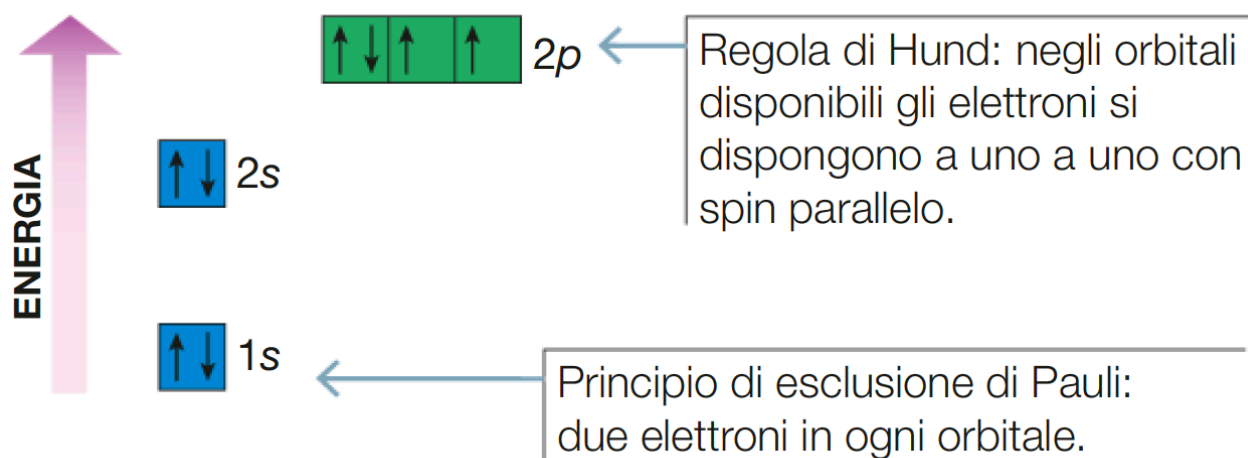 ENERGIA
2p
Regola di Hund: negli orbitali
disponibili gli elettroni si
dispongono a uno a uno con
spin parallelo.
2s
1s
Principio di esclusione di Pauli:
due elettroni in ogni orbitale.